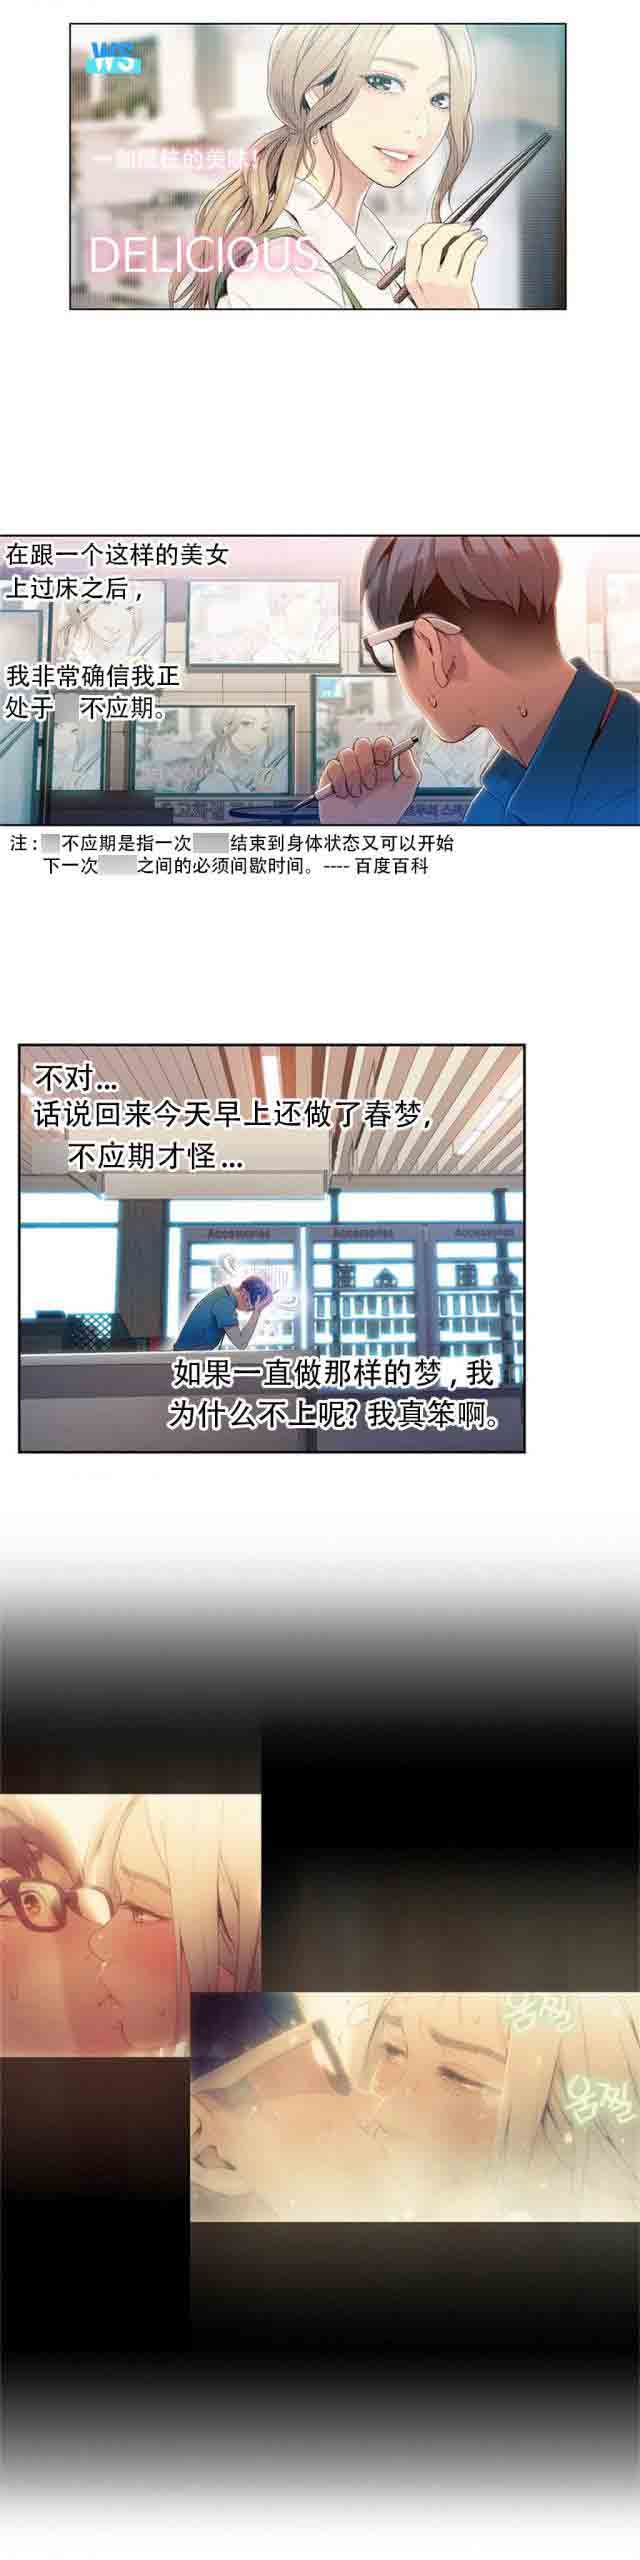 WS
DELICIOUS
在跟一个这样的美女
上过床之后，
我非常确信我正
处于 不应期。
注： 不应期是指一次 结束到身体状态又可以开始
下一次 之间的必须间歇时间。---- 百度百科
不对...
话说回来今天早上还做了春梦，
不应期才怪...
Accessories Accessories Accessories
如果一直做那样的梦，我
为什么不上呢? 我真笨啊。
움찔
움찔